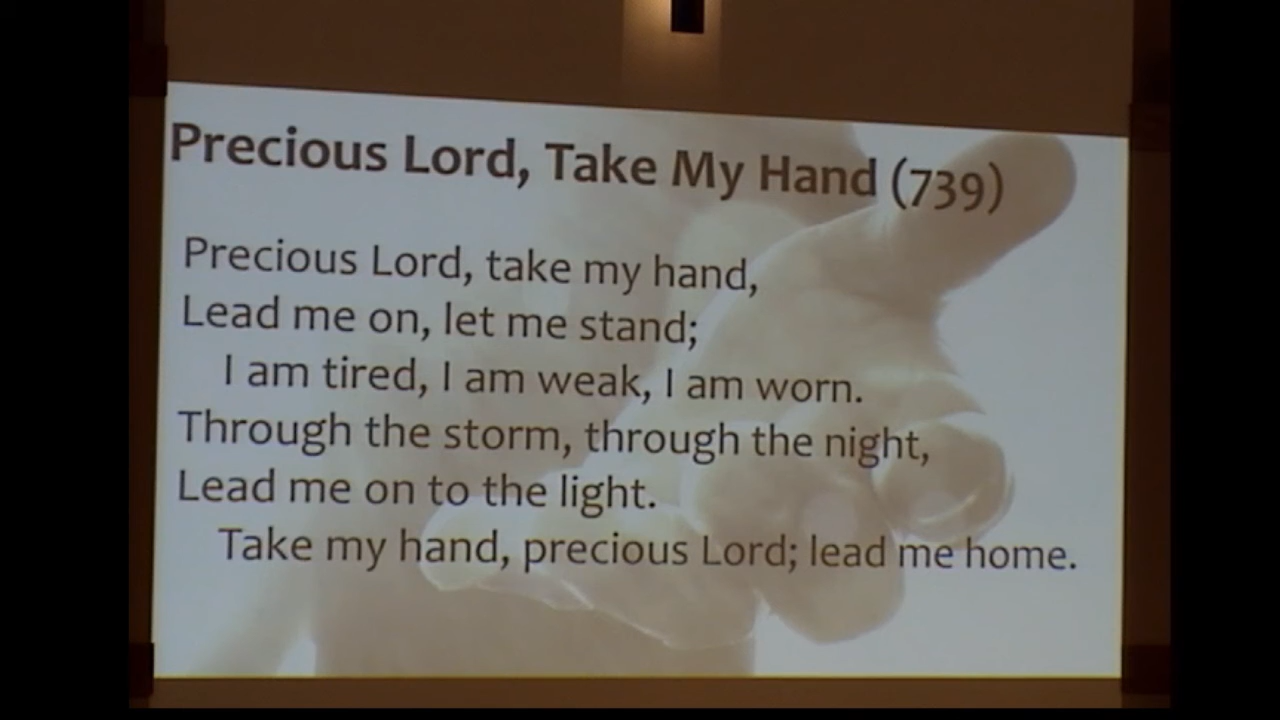 Precious Lord, Take My Hand (739)
Precious Lord, take my hand,
Lead me on, let me stand;
I am tired, I am weak, I am worn.
Through the storm, through the night,
Lead me on to the light.
Take my hand, precious Lord; lead me home.